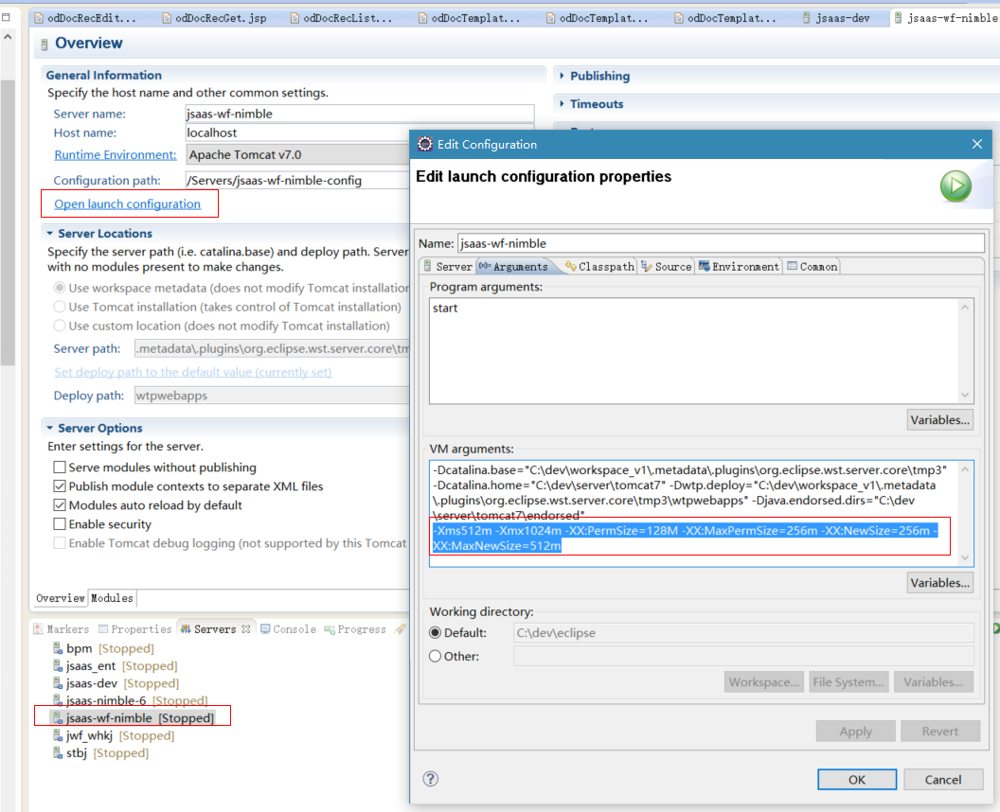 odDocRecEdit...
odDocRecGet.jsp
odDocRecList...
odDocTemplat...
odDocTemplat...
odDocTemplat...
jsaas-dev
jsaas-wf-nimble
Overview
General Information
Specify the host name and other common settings.
Server name:
jsaas-wf-nimble
Host name:
localhost
Runtime Environment:
Apache Tomcat v7.0
Configuration path:
/Servers/jsaas-wf-nimble-config
Open launch configuration
Server Locations
Specify the server path (i.e. catalina.base) and deploy path. Server
with no modules present to make changes.
Use workspace metadata (does not modify Tomcat installation
Use Tomcat installation (takes control of Tomcat installation)
Use custom location (does not modify Tomcat installation)
Server path:
.metadata\.plugins\org.eclipse.wst.server.core\tm
Set deploy path to the default value (currently set)
Deploy path:
wtpwebapps
Server Options
Enter settings for the server.
Serve modules without publishing
Publish module contexts to separate XML files
Modules auto reload by default
Enable security
Enable Tomcat debug logging (not supported by this Tomcat
Overview
Modules
Publishing
Timeouts
Edit Configuration
Edit launch configuration properties
Name:
jsaas-wf-nimble
Server
(x)= Arguments
Classpath
Source
Environment
Common
Program arguments:
start
Variables...
VM arguments:
-Dcatalina.base="C:\dev\workspace_v1\.metadata\.plugins\org.eclipse.wst.server.core\tmp3"
-Dcatalina.home="C:\dev\server\tomcat7" -Dwtp.deploy="C:\dev\workspace_v1\.metadata
\.plugins\org.eclipse.wst.server.core\tmp3\wtpwebapps" -Djava.endorsed.dirs="C:\dev
\server\tomcat7\endorsed"
-Xms512m -Xmx1024m -XX:PermSize=128M -XX:MaxPermSize=256m -XX:NewSize=256m -
XX:MaxNewSize=512m
Variables...
Working directory:
Default:
C:\dev\eclipse
Other:
Workspace...
File System...
Variables...
Apply
Revert
OK
Cancel
Markers
Properties
Servers
Console
Progress
bpm [Stopped]
jsaas_ent [Stopped]
jsaas-dev [Stopped]
jsaas-nimble-6 [Stopped]
jsaas-wf-nimble [Stopped]
jwf_whkj [Stopped]
stbj [Stopped]